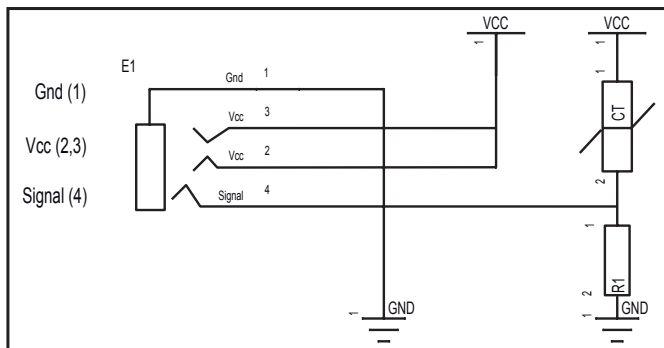 VCC
VCC
1
1
E1
Gnd
1
1
Gnd (1)
CT
Vcc
3
Vcc (2,3)
Vcc
2
2
Signal (4)
Signal
4
1
R1
2
1
GND
1
GND